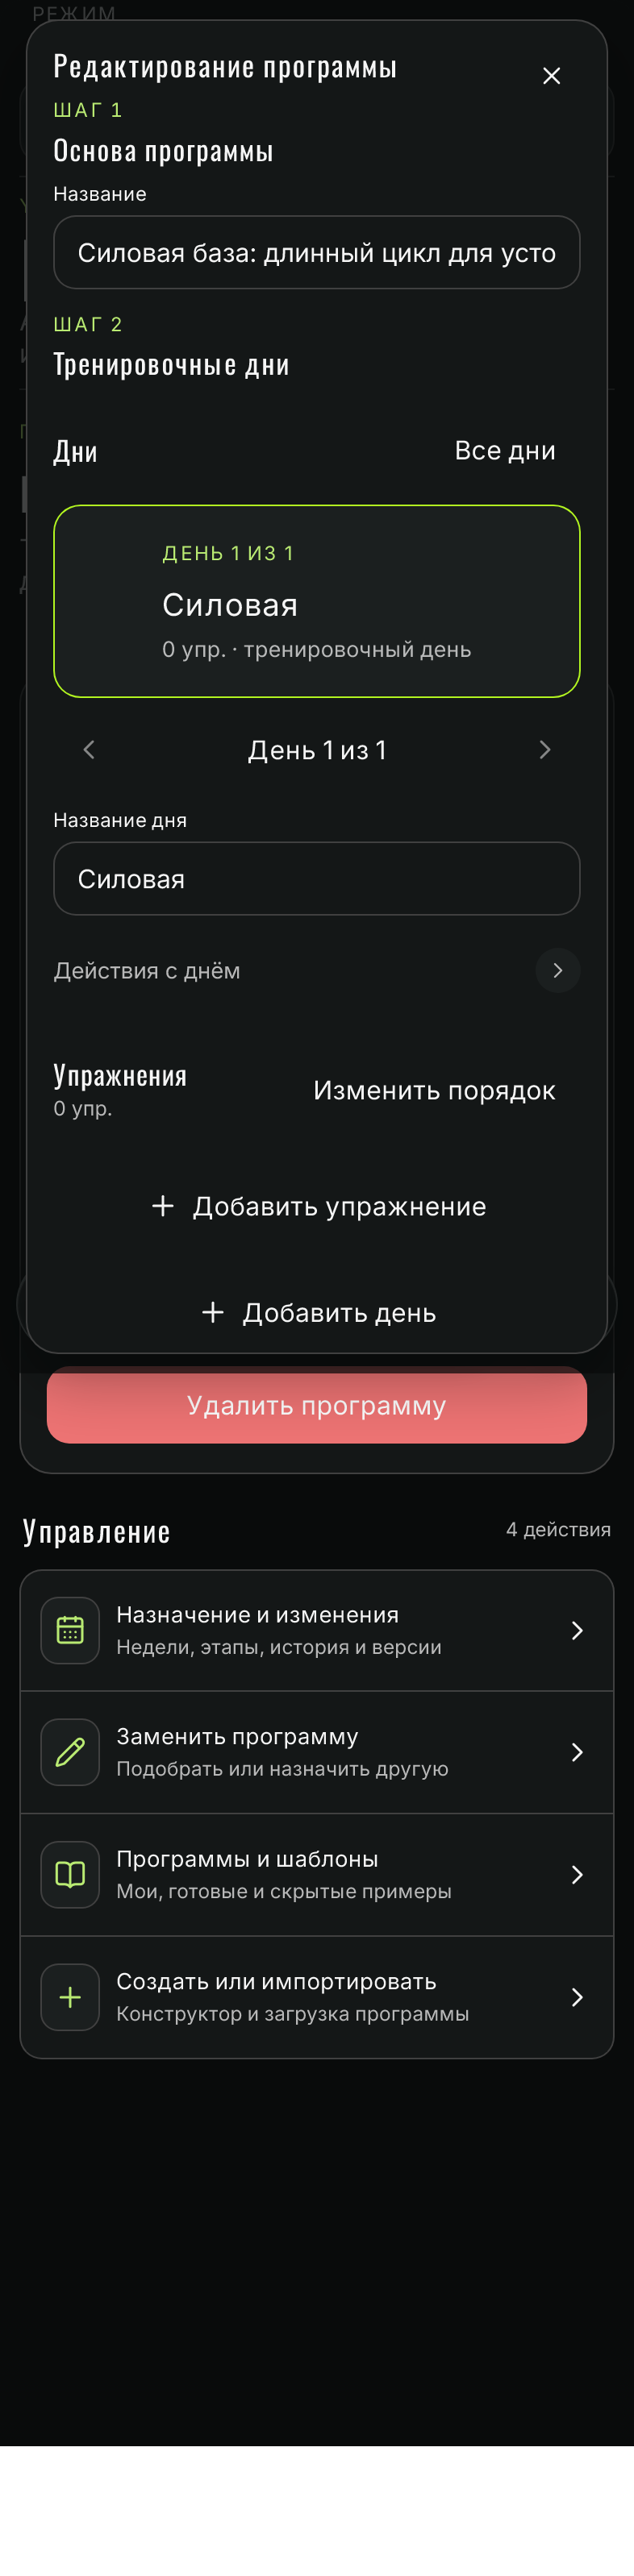 РЕЖИМ
Редактирование программы
ШАГ 1
Основа программы
Название
Силовая база: длинный цикл для усто
ШАГ 2
Тренировочные дни
Дни
Все дни
ДЕНЬ 1 ИЗ 1
Силовая
0 упр. · тренировочный день
День 1 из 1
Название дня
Силовая
Действия с днём
Упражнения
0 упр.
Изменить порядок
Добавить упражнение
Добавить день
Удалить программу
Управление
4 действия
Назначение и изменения
Недели, этапы, история и версии
Заменить программу
Подобрать или назначить другую
Программы и шаблоны
Мои, готовые и скрытые примеры
Создать или импортировать
Конструктор и загрузка программы